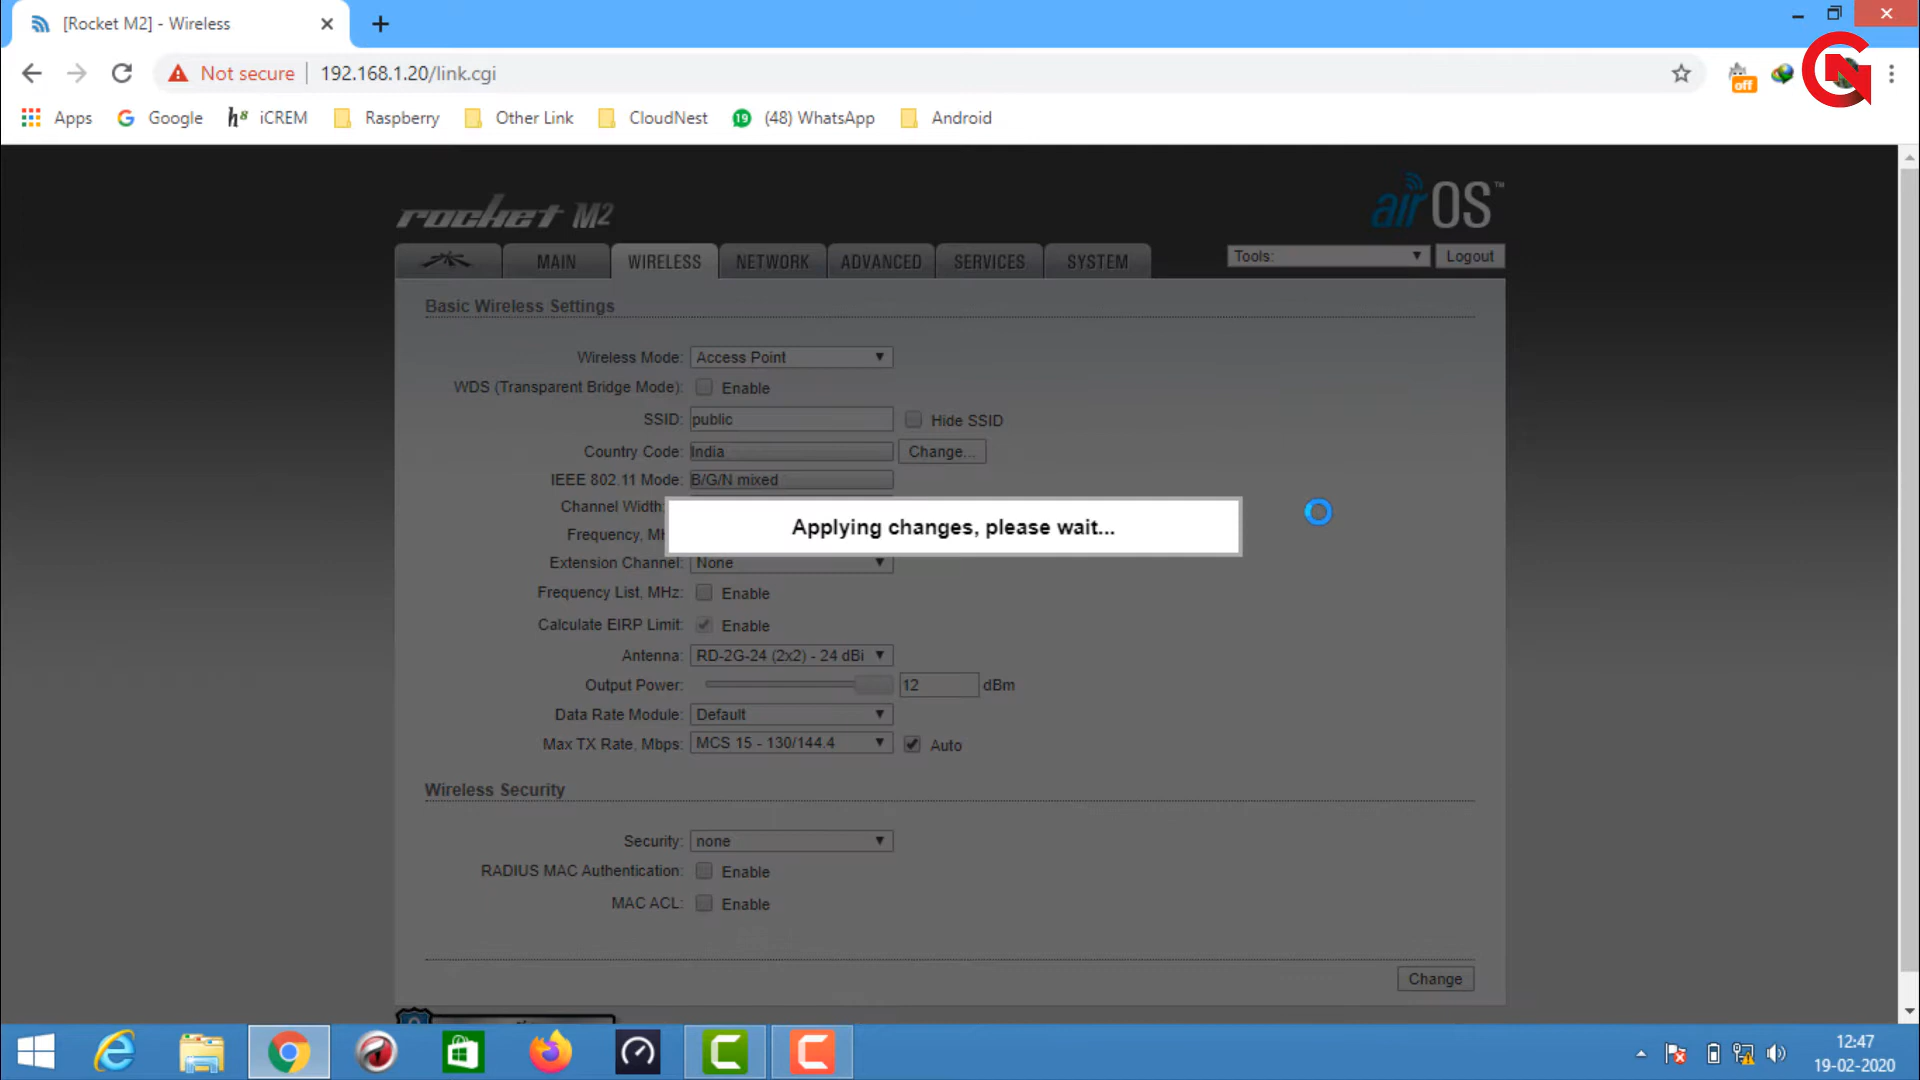 [Rocket M2] - Wireless
Not secure 192.168.1.20/link.cgi
off
Apps Google h8 iCREM Raspberry Other Link CloudNest 19 (48) WhatsApp Android
rocket M2
airOS™
MAIN WIRELESS NETWORK ADVANCED SERVICES SYSTEM
Tools: Logout
Basic Wireless Settings
Wireless Mode: Access Point
WDS (Transparent Bridge Mode): Enable
SSID: public Hide SSID
Country Code: India Change...
IEEE 802.11 Mode: B/G/N mixed
Channel Width:
Applying changes, please wait...
Frequency, M
Extension Channel: None
Frequency List, MHz: Enable
Calculate EIRP Limit: Enable
Antenna: RD-2G-24 (2x2) - 24 dBi
Output Power: 12 dBm
Data Rate Module: Default
Max TX Rate, Mbps: MCS 15 - 130/144.4 Auto
Wireless Security
Security: none
RADIUS MAC Authentication: Enable
MAC ACL: Enable
Change
12:47
19-02-2020